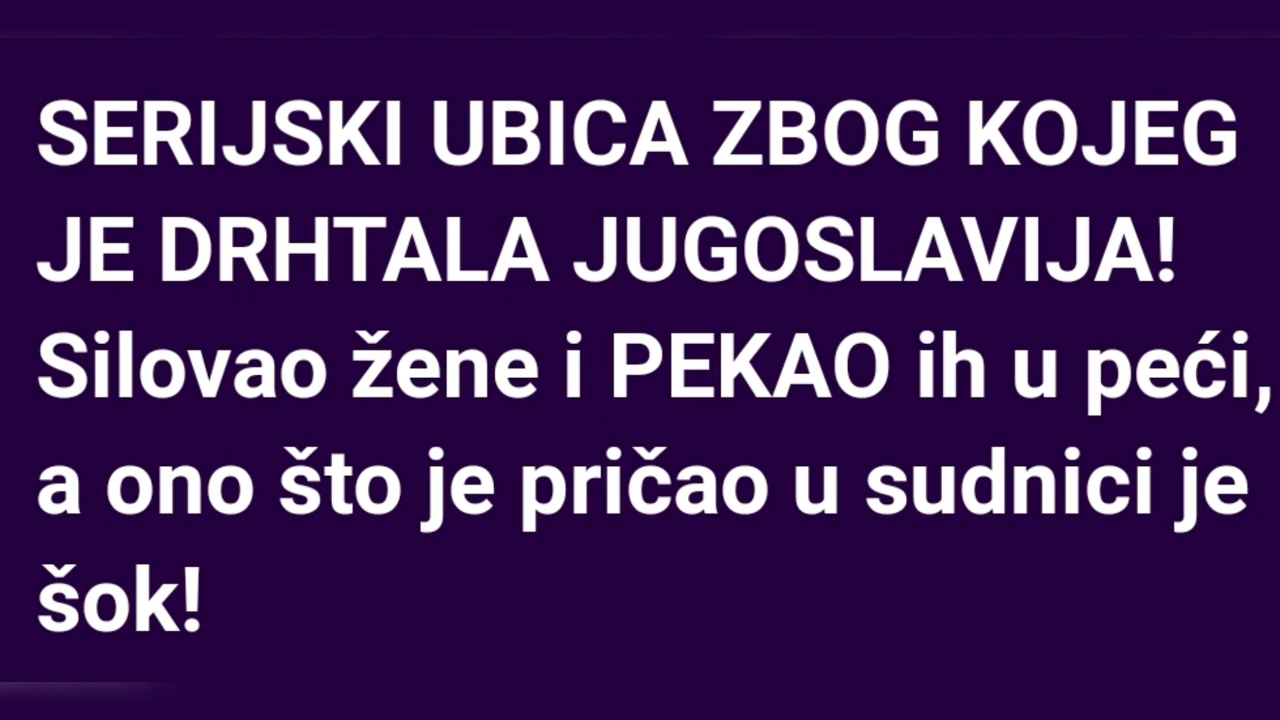 SERIJSKI UBICA ZBOG KOJEG
JE DRHTALA JUGOSLAVIJA!
Silovao žene i PEKAO ih u peći,
a ono što je pričao u sudnici je
šok!